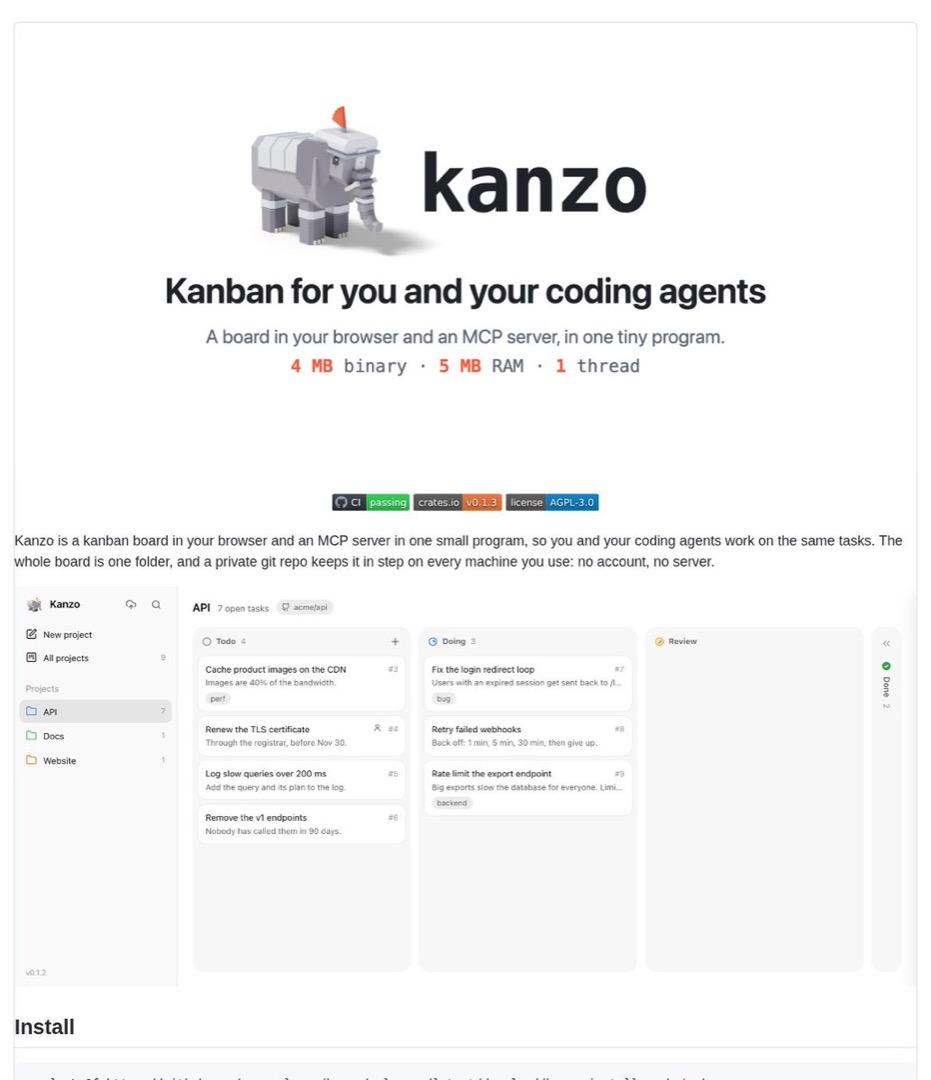 kanzo
Kanban for you and your coding agents
A board in your browser and an MCP server, in one tiny program.
4 MB binary · 5 MB RAM · 1 thread
CI passing crates.io v0.1.3 license AGPL-3.0
Kanzo is a kanban board in your browser and an MCP server in one small program, so you and your coding agents work on the same tasks. The
whole board is one folder, and a private git repo keeps it in step on every machine you use: no account, no server.
Kanzo
New project
All projects 9
Projects
API 7
Docs 1
Website 1
v0.1.2
API 7 open tasks acme/api
Todo 4
Cache product images on the CDN #3
Images are 40% of the bandwidth.
perf
Renew the TLS certificate #4
Through the registrar, before Nov 30.
Log slow queries over 200 ms #5
Add the query and its plan to the log.
Remove the v1 endpoints #6
Nobody has called them in 90 days.
Doing 3
Fix the login redirect loop #7
Users with an expired session get sent back to /l...
bug
Retry failed webhooks #8
Back off: 1 min, 5 min, 30 min, then give up.
Rate limit the export endpoint #9
Big exports slow the database for everyone. Limi...
backend
Review
Done 2
Install